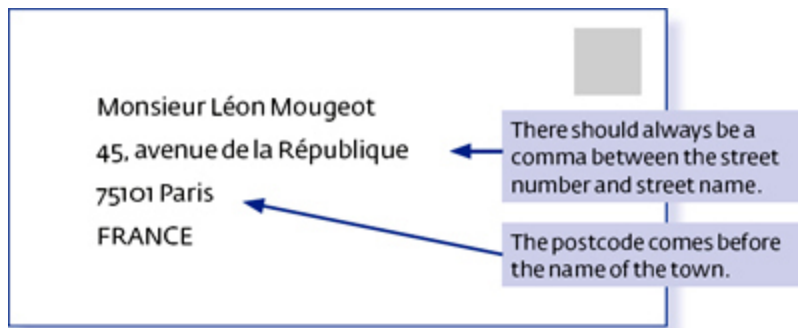 Monsieur Léon Mougeot
45, avenue de la République
75101 Paris
FRANCE
There should always be a
comma between the street
number and street name.
The postcode comes before
the name of the town.